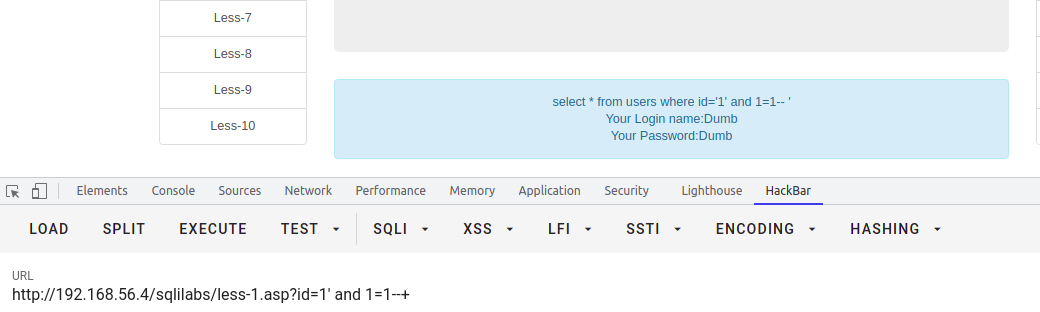 Less-7
Less-8
Less-9
Less-10
select * from users where id='1' and 1=1-- '
Your Login name:Dumb
Your Password:Dumb
Elements Console Sources Network Performance Memory Application Security Lighthouse HackBar
LOAD SPLIT EXECUTE TEST SQLI XSS LFI SSTI ENCODING HASHING
URL
http://192.168.56.4/sqlilabs/less-1.asp?id=1' and 1=1--+